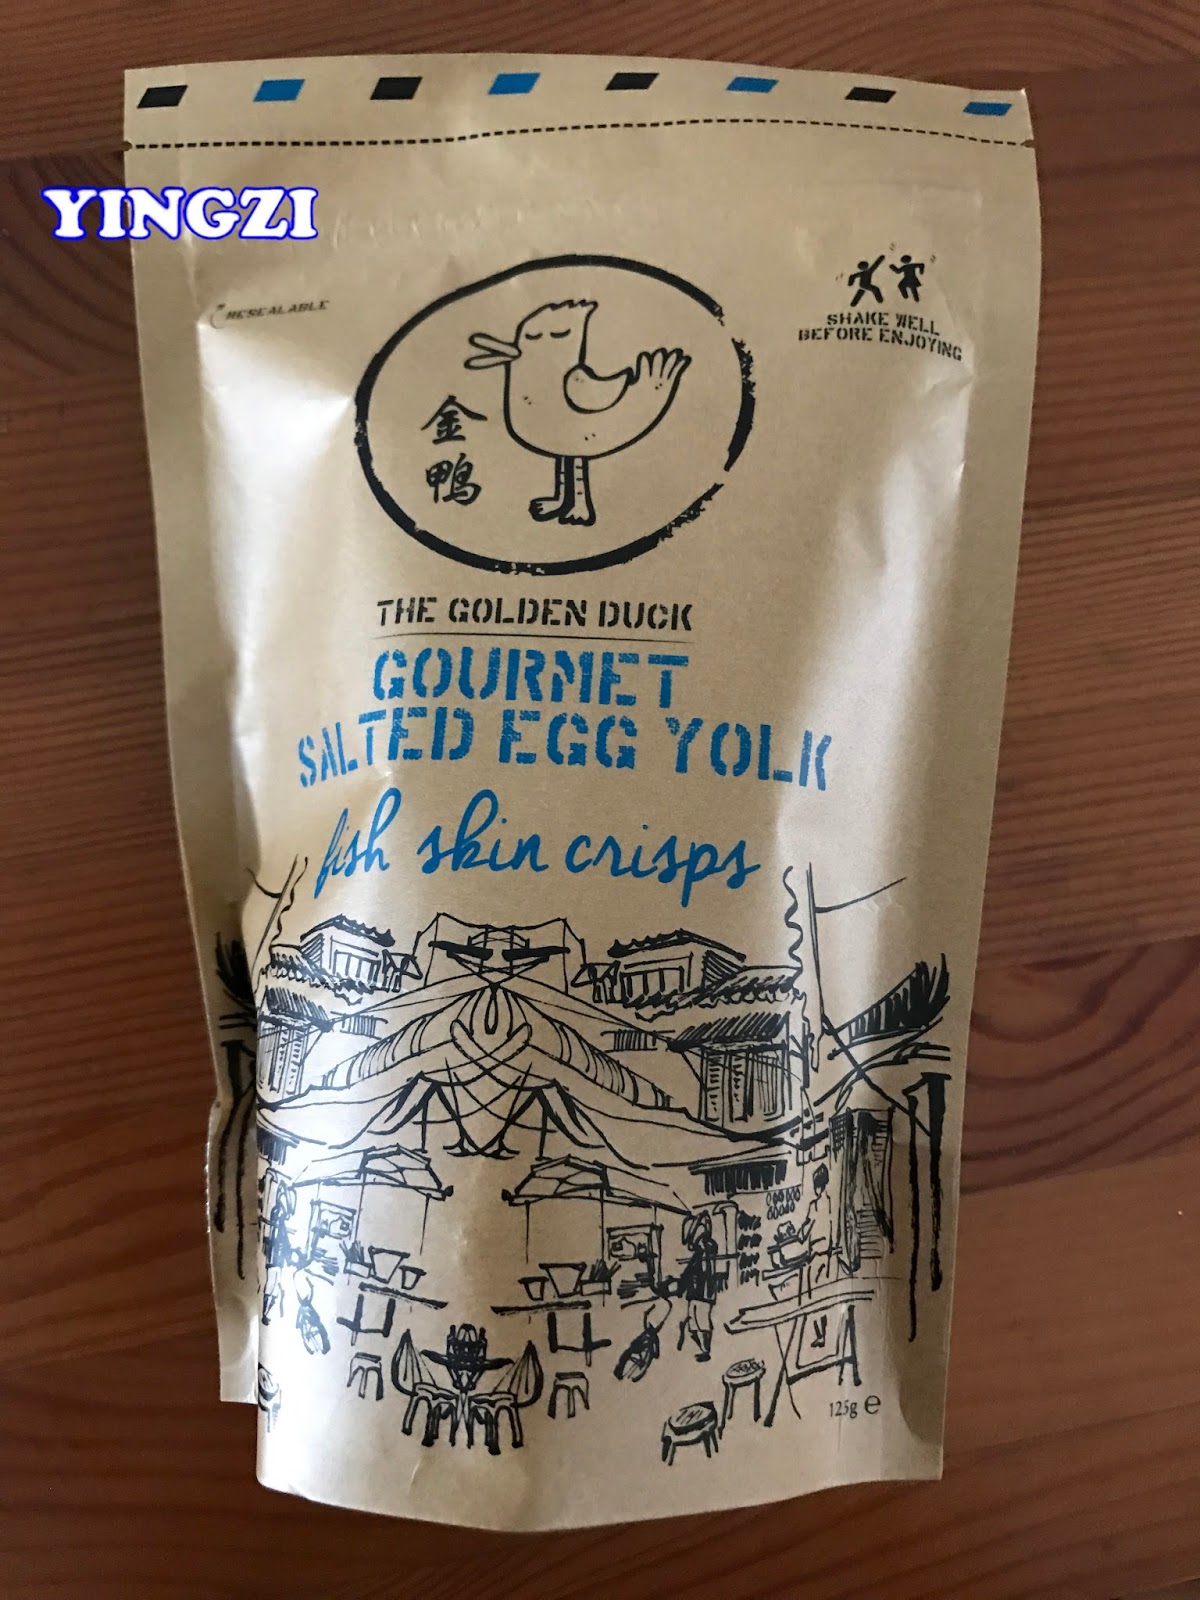 YINGZI
RESEALABLE
SHAKE WELL
BEFORE ENJOYING
金
鴨
THE GOLDEN DUCK
GOURMET
SALTED EGG YOLK
fish skin crisps
125g ℮